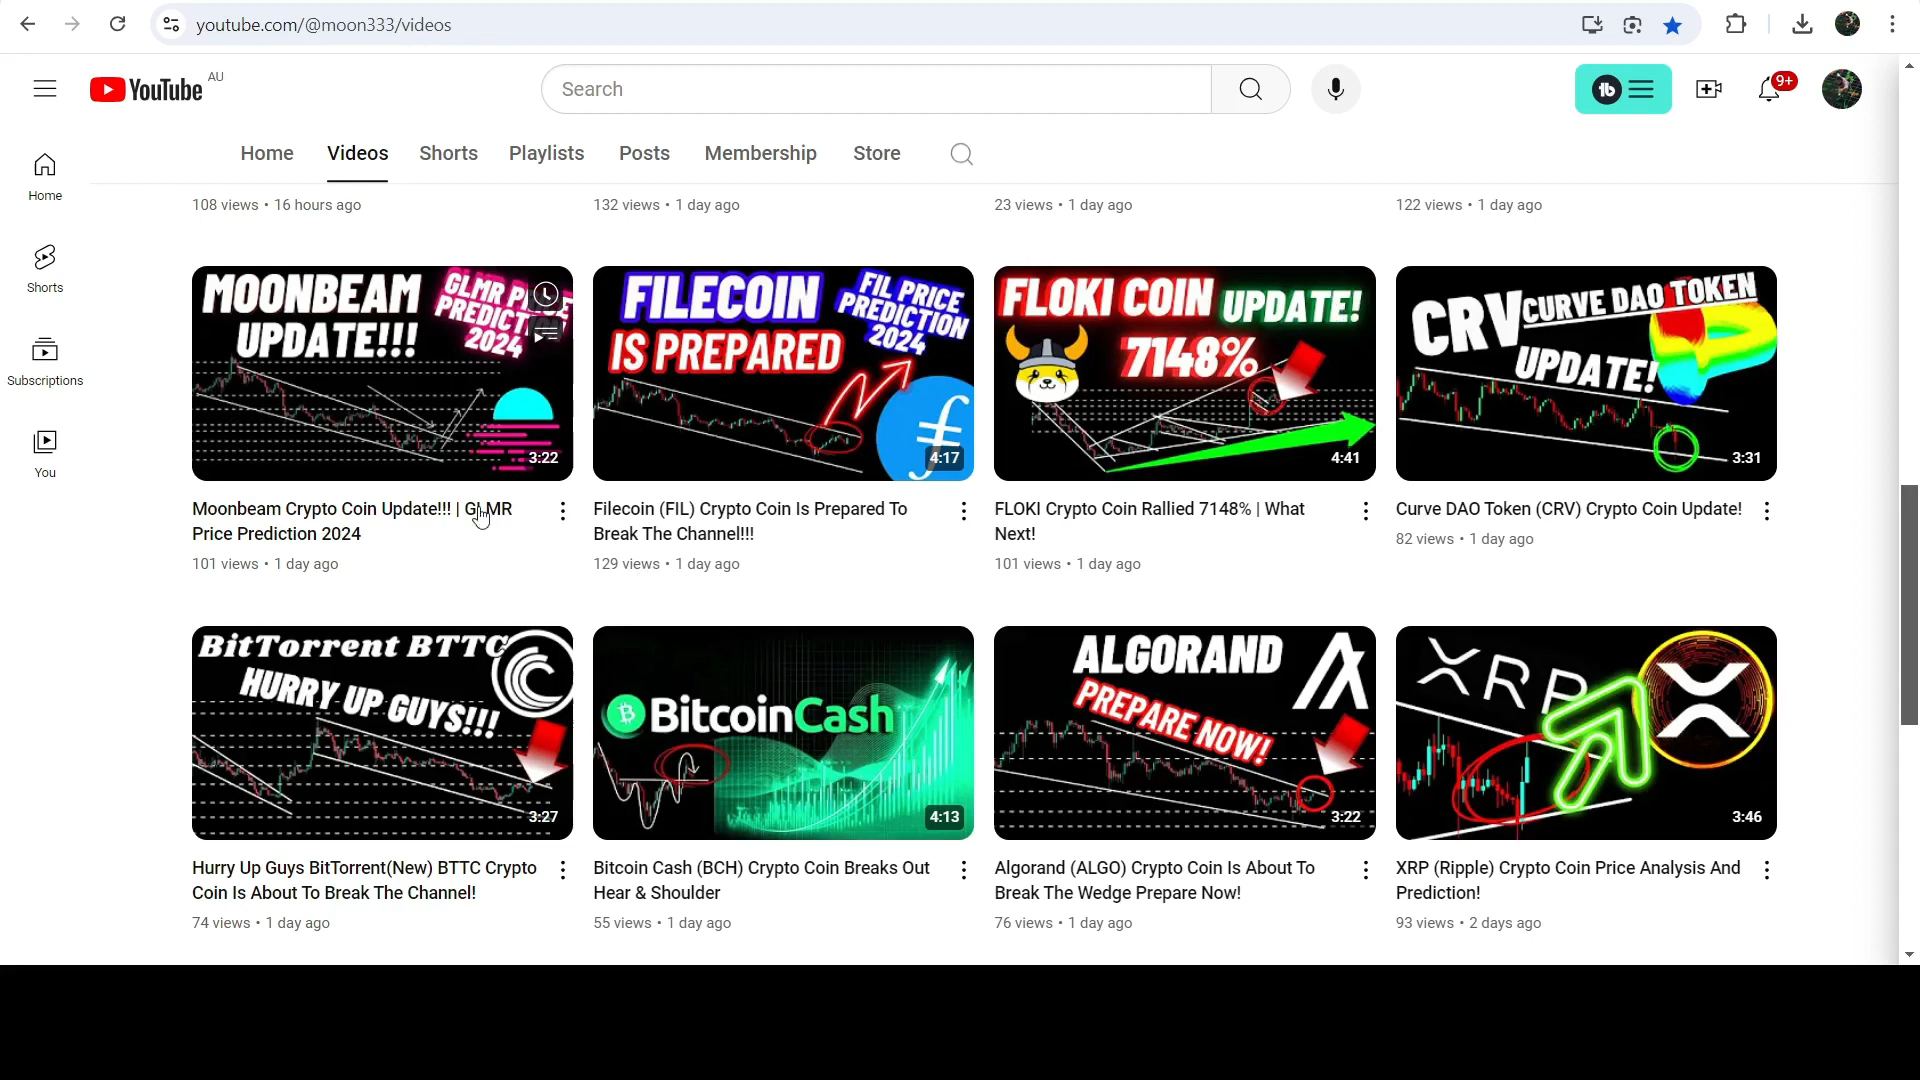 youtube.com/@moon333/videos
YouTube AU
Search
9+
Home Videos Shorts Playlists Posts Membership Store
Home
Shorts
Subscriptions
You
108 views • 16 hours ago
132 views • 1 day ago
23 views • 1 day ago
122 views • 1 day ago
MOONBEAM
UPDATE!!!
GLMR P
PREDICT
2024
3:22
FILECOIN
IS PREPARED
FIL PRICE
PREDICTION
2024
4:17
FLOKI COIN UPDATE!
7148%
4:41
CRV CURVE DAO TOKEN
UPDATE!
3:31
Moonbeam Crypto Coin Update!!! | GLMR
Price Prediction 2024
101 views • 1 day ago
Filecoin (FIL) Crypto Coin Is Prepared To
Break The Channel!!!
129 views • 1 day ago
FLOKI Crypto Coin Rallied 7148% | What
Next!
101 views • 1 day ago
Curve DAO Token (CRV) Crypto Coin Update!
82 views • 1 day ago
BitTorrent BTTC
HURRY UP GUYS!!!
3:27
BitcoinCash
4:13
ALGORAND
PREPARE NOW!
3:22
XRP
3:46
Hurry Up Guys BitTorrent(New) BTTC Crypto
Coin Is About To Break The Channel!
74 views • 1 day ago
Bitcoin Cash (BCH) Crypto Coin Breaks Out
Hear & Shoulder
55 views • 1 day ago
Algorand (ALGO) Crypto Coin Is About To
Break The Wedge Prepare Now!
76 views • 1 day ago
XRP (Ripple) Crypto Coin Price Analysis And
Prediction!
93 views • 2 days ago